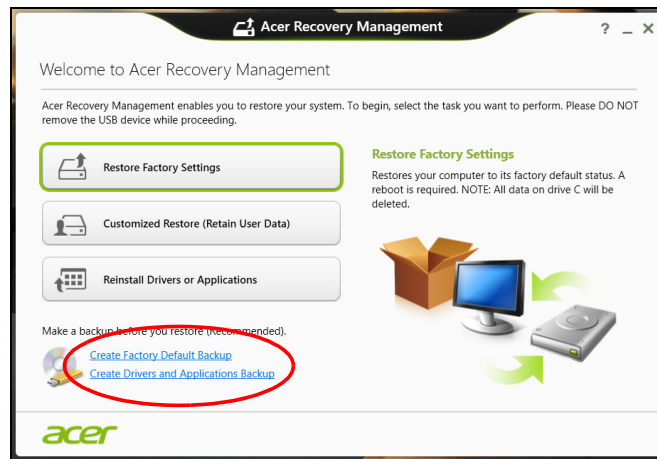 Acer Recovery Management
? _ X
Welcome to Acer Recovery Management
Acer Recovery Management enables you to restore your system. To begin, select the task you want to perform. Please DO NOT
remove the USB device while proceeding.
Restore Factory Settings
Customized Restore (Retain User Data)
Reinstall Drivers or Applications
Restore Factory Settings
Restores your computer to its factory default status. A
reboot is required. NOTE: All data on drive C will be
deleted.
Make a backup before you restore (Recommended).
Create Factory Default Backup
Create Drivers and Applications Backup
acer